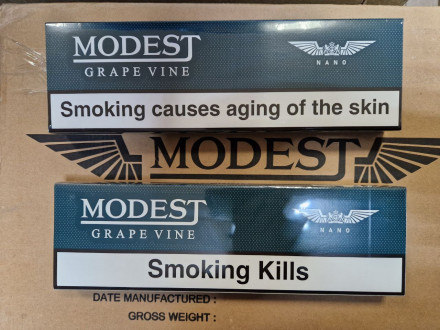 MODEST
GRAPE VINE
NANO
Smoking causes aging of the skin
MODEST
MODEST
GRAPE VINE
NANO
Smoking Kills
DATE MANUFACTURED :
GROSS WEIGHT :